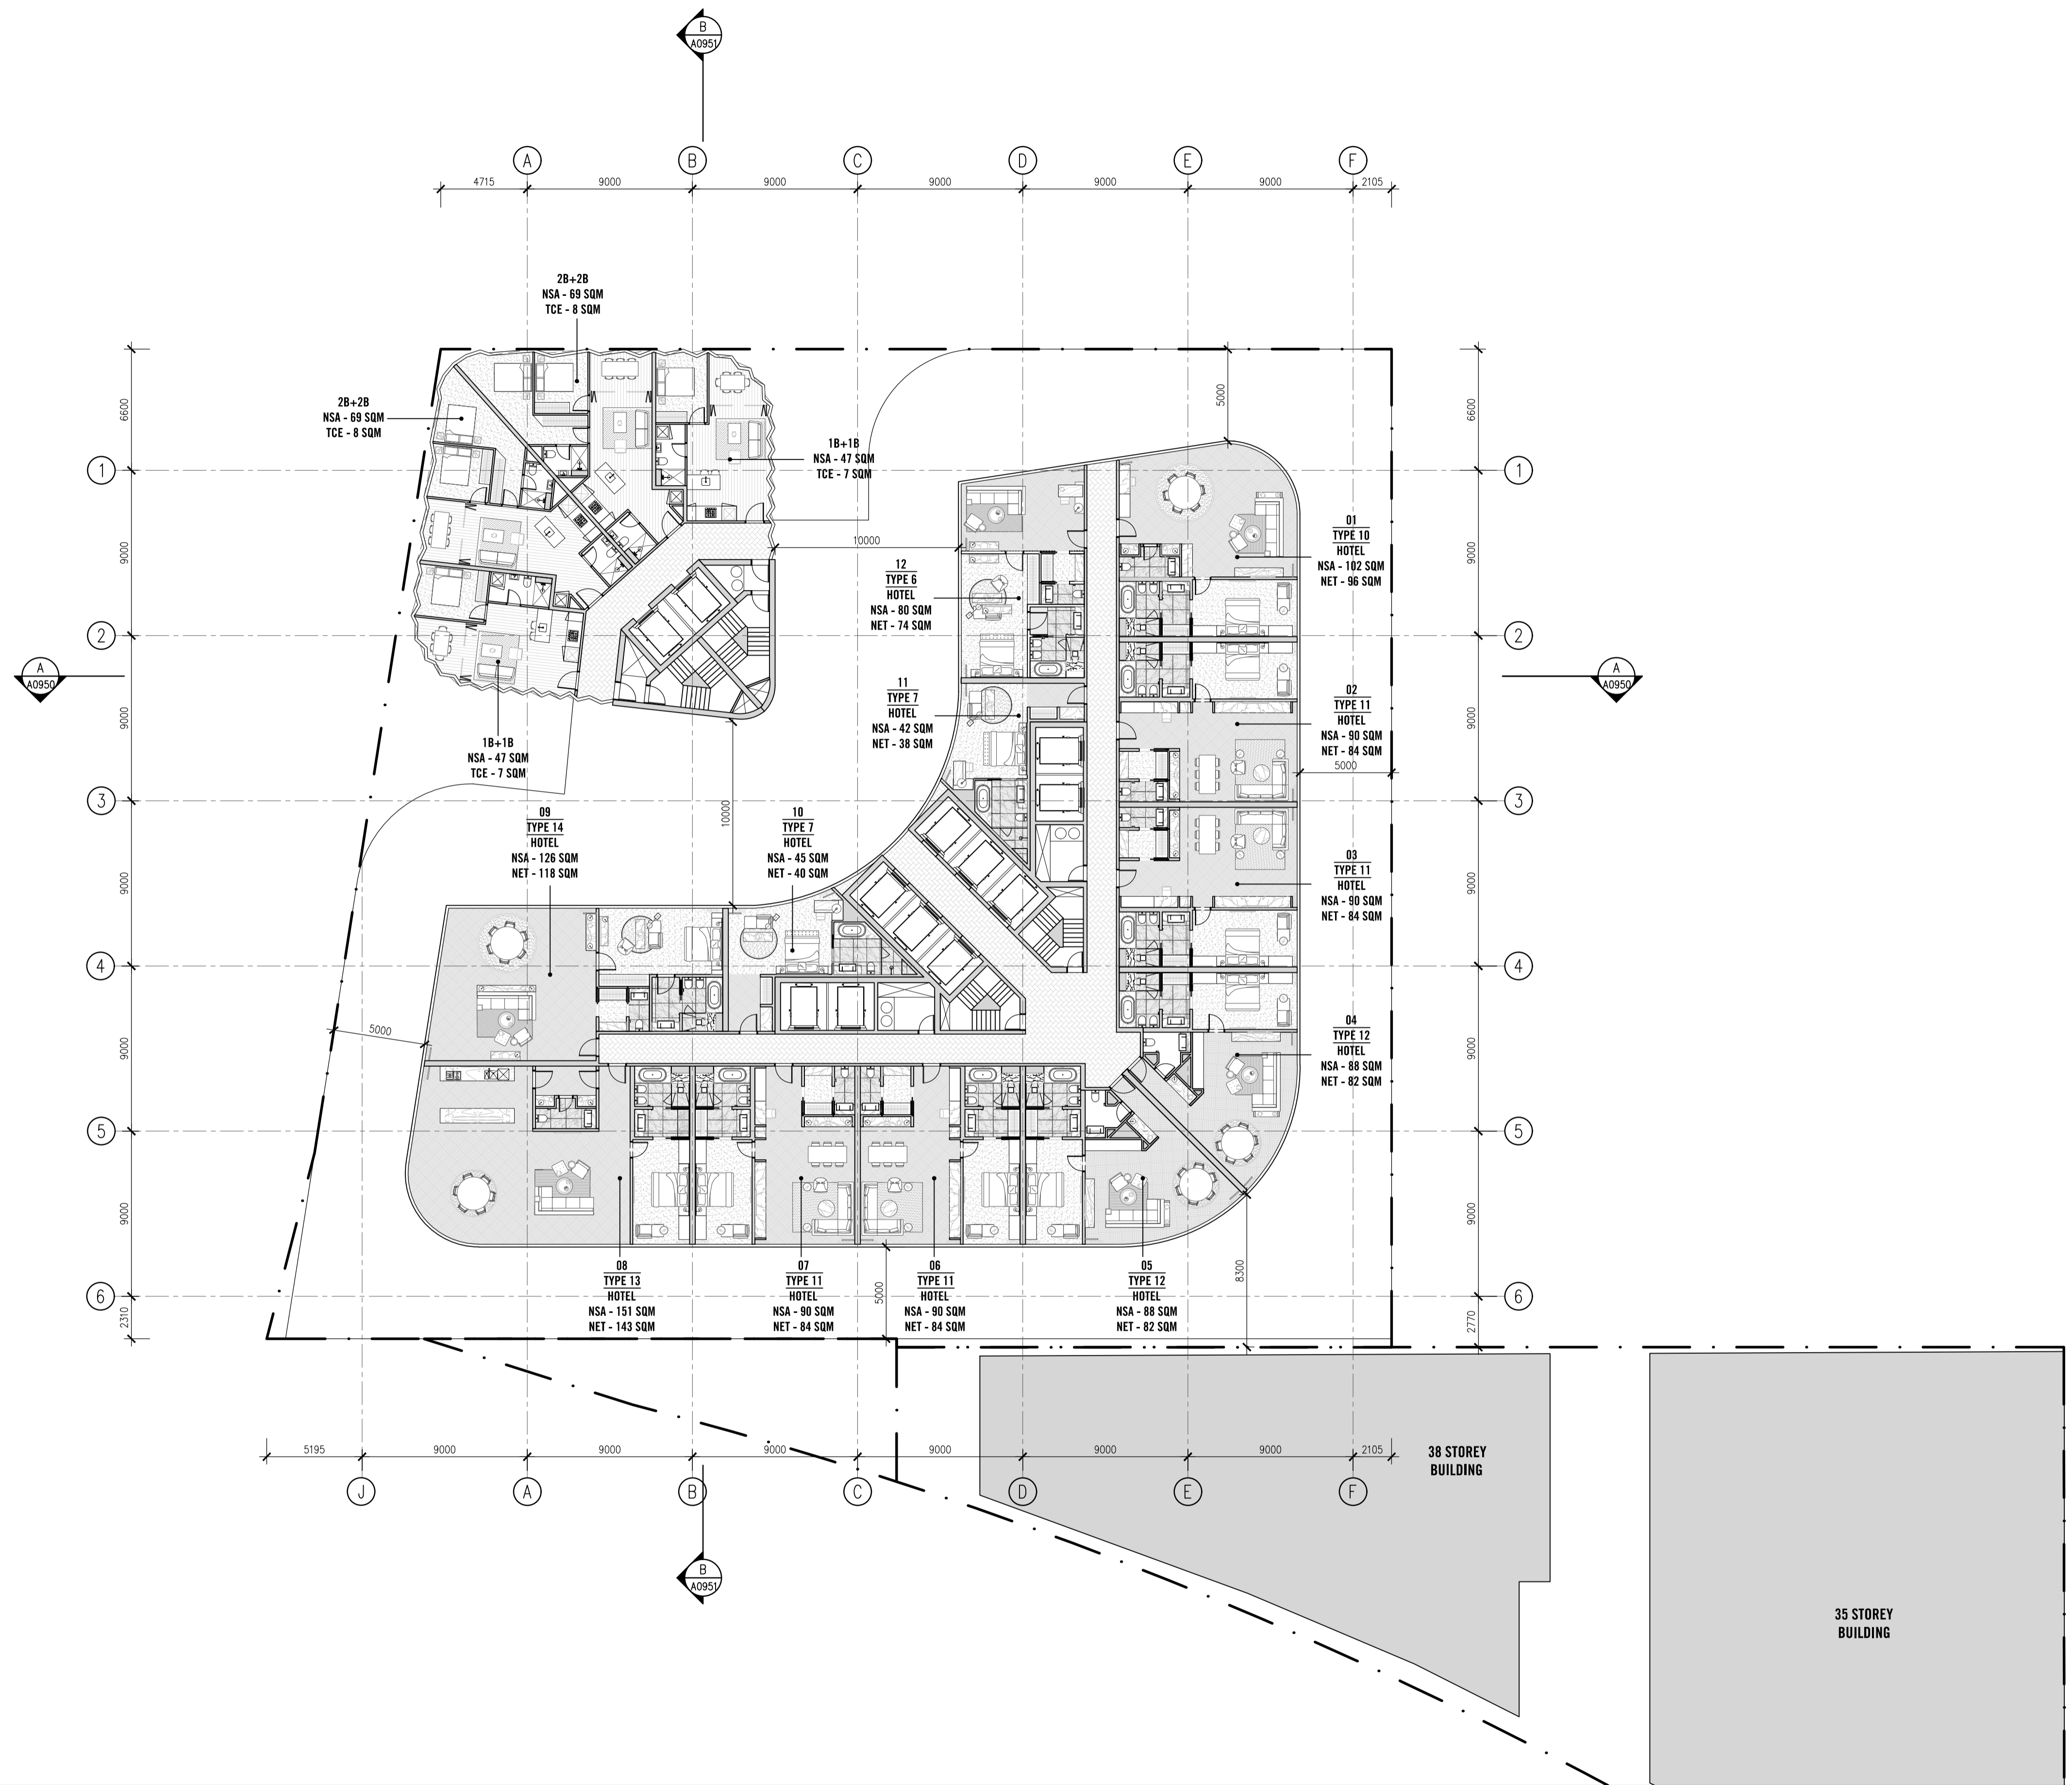 B
A0951
A
B
C
D
E
F
4715
9000
9000
9000
9000
9000
2105
2B+2B
NSA - 69 SQM
TCE - 8 SQM
2B+2B
NSA - 69 SQM
TCE - 8 SQM
1B+1B
NSA - 47 SQM
TCE - 7 SQM
1B+1B
NSA - 47 SQM
TCE - 7 SQM
6600
9000
9000
9000
9000
9000
2310
1
2
3
4
5
6
A
A0950
5000
10000
10000
5000
5000
5000
8300
01
TYPE 10
HOTEL
NSA - 102 SQM
NET - 96 SQM
12
TYPE 6
HOTEL
NSA - 80 SQM
NET - 74 SQM
11
TYPE 7
HOTEL
NSA - 42 SQM
NET - 38 SQM
02
TYPE 11
HOTEL
NSA - 90 SQM
NET - 84 SQM
09
TYPE 14
HOTEL
NSA - 126 SQM
NET - 118 SQM
10
TYPE 7
HOTEL
NSA - 45 SQM
NET - 40 SQM
03
TYPE 11
HOTEL
NSA - 90 SQM
NET - 84 SQM
04
TYPE 12
HOTEL
NSA - 88 SQM
NET - 82 SQM
08
TYPE 13
HOTEL
NSA - 151 SQM
NET - 143 SQM
07
TYPE 11
HOTEL
NSA - 90 SQM
NET - 84 SQM
06
TYPE 11
HOTEL
NSA - 90 SQM
NET - 84 SQM
05
TYPE 12
HOTEL
NSA - 88 SQM
NET - 82 SQM
6600
9000
9000
9000
9000
9000
2770
1
2
3
4
5
6
A
A0950
5195
9000
9000
9000
9000
9000
9000
2105
J
A
B
C
D
E
F
B
A0951
38 STOREY
BUILDING
35 STOREY
BUILDING